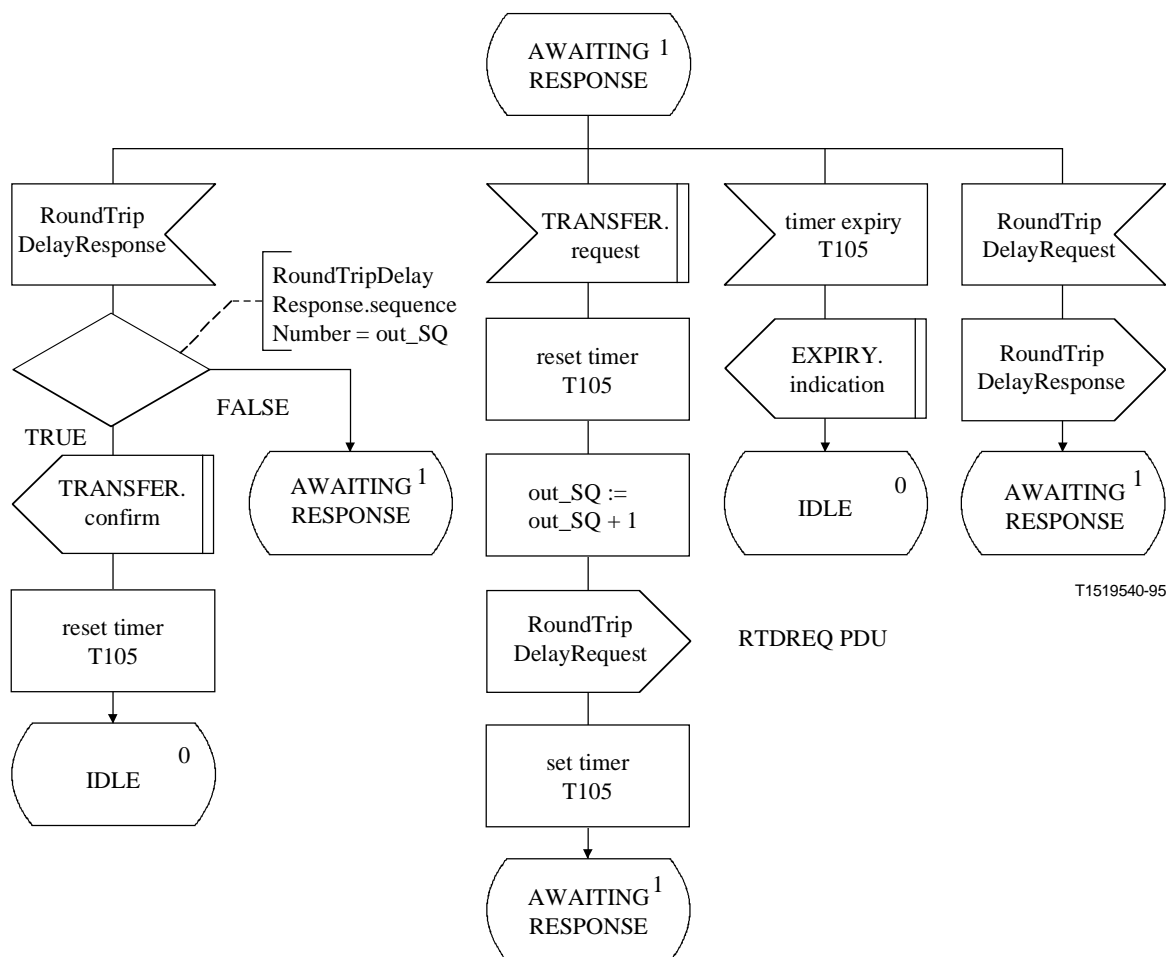 AWAITING 1
RESPONSE
RoundTrip
DelayResponse
RoundTripDelay
Response.sequence
Number = out_SQ
FALSE
TRUE
TRANSFER.
confirm
AWAITING 1
RESPONSE
reset timer
T105
IDLE 0
TRANSFER.
request
reset timer
T105
out_SQ :=
out_SQ + 1
RoundTrip
DelayRequest
RTDREQ PDU
set timer
T105
AWAITING 1
RESPONSE
timer expiry
T105
EXPIRY.
indication
IDLE 0
RoundTrip
DelayRequest
RoundTrip
DelayResponse
AWAITING 1
RESPONSE
T1519540-95